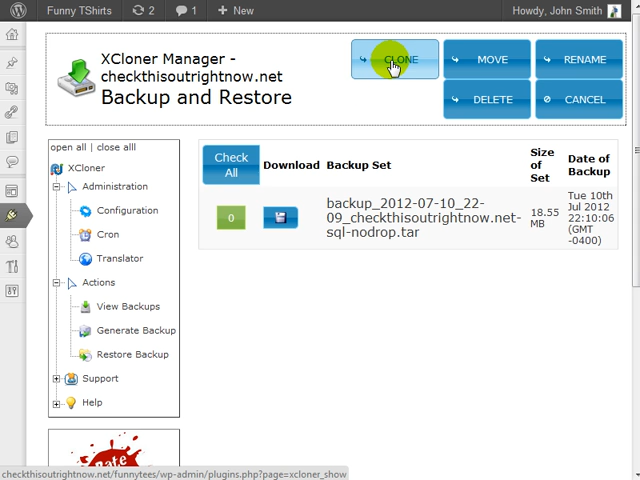 Funny TShirts
2
1
+ New
Howdy, John Smith
XCloner Manager -
checkthisoutrightnow.net
Backup and Restore
CLONE
MOVE
RENAME
DELETE
CANCEL
open all | close alll
XCloner
Administration
Configuration
Cron
Translator
Actions
View Backups
Generate Backup
Restore Backup
Support
Help
Rate
Check All
Download
Backup Set
Size of Set
Date of Backup
0
backup_2012-07-10_22-
09_checkthisoutrightnow.net-
sql-nodrop.tar
18.55
MB
Tue 10th
Jul 2012
22:10:06
(GMT
-0400)
checkthisoutrightnow.net/funnytees/wp-admin/plugins.php?page=xcloner_show